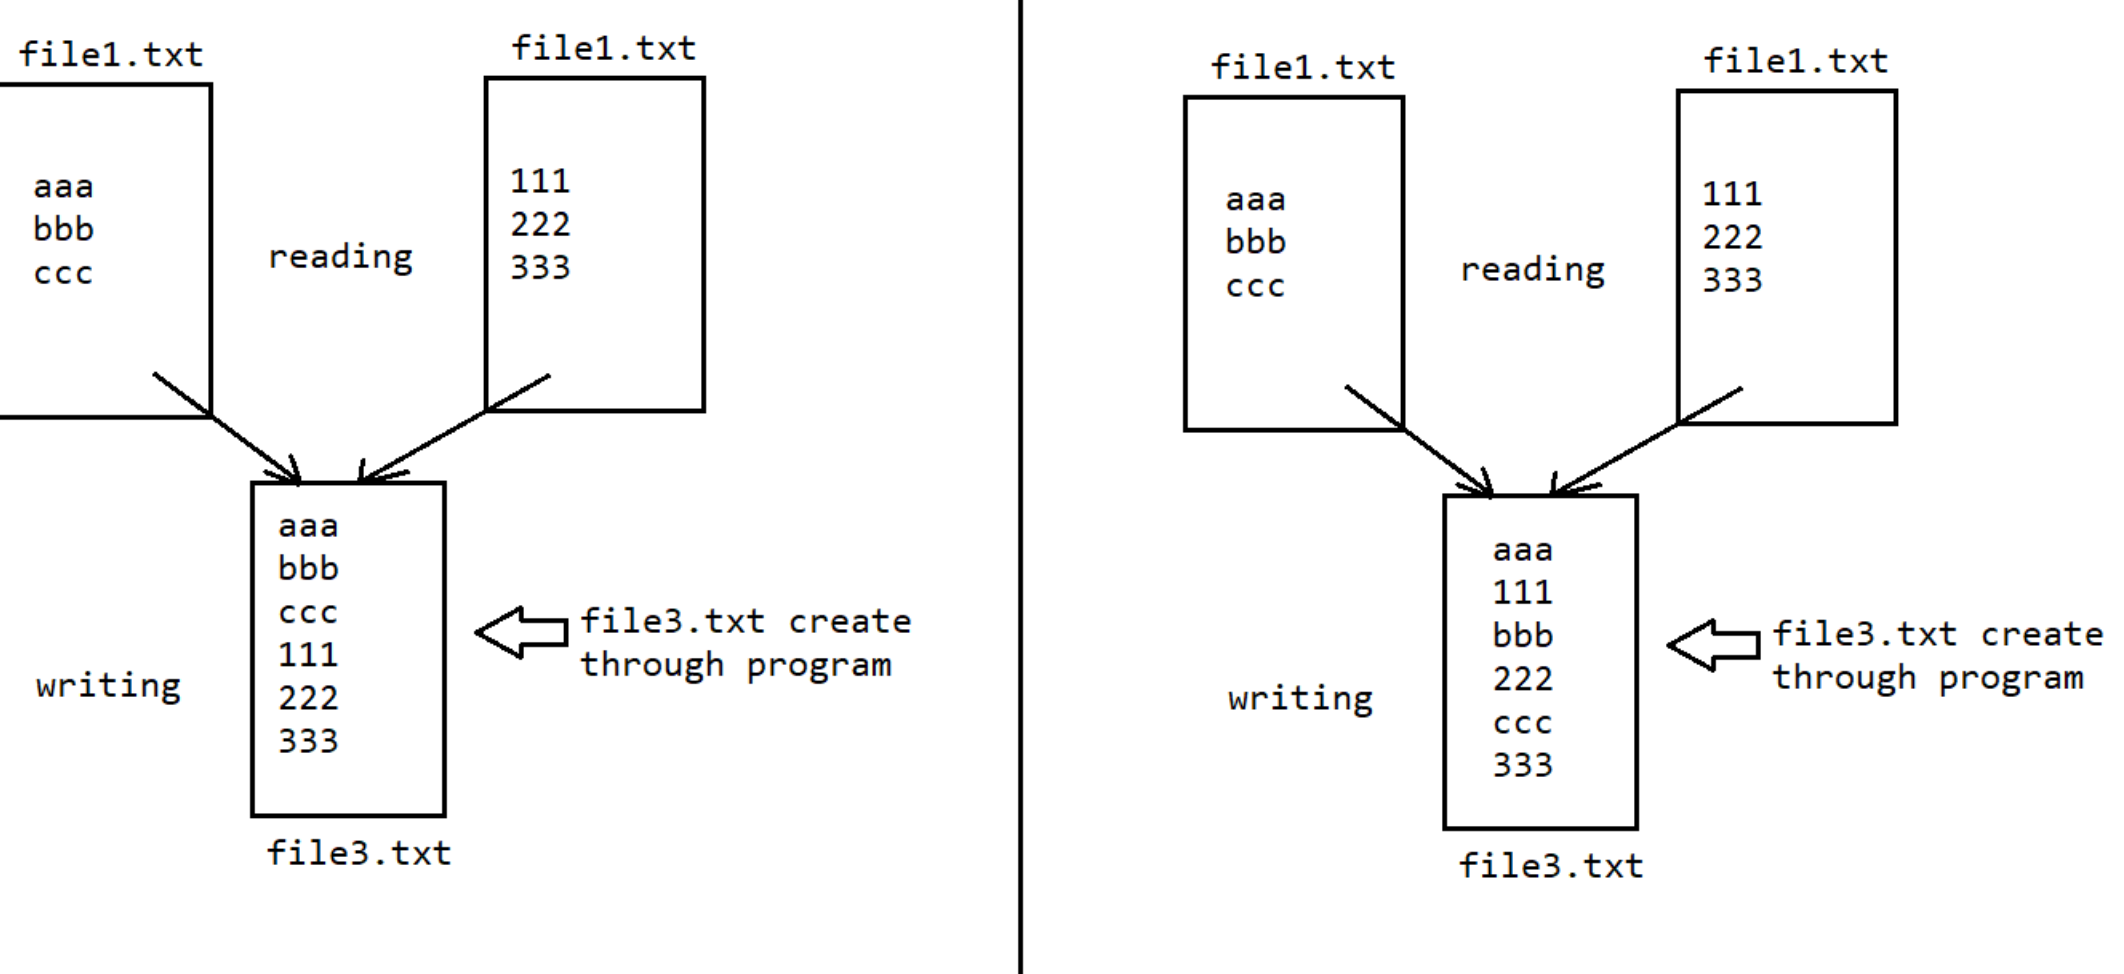 file1.txt
file1.txt
aaa
bbb
ccc
reading
111
222
333
aaa
bbb
ccc
111
222
333
file3.txt create
through program
writing
file3.txt
file1.txt
file1.txt
aaa
bbb
ccc
reading
111
222
333
aaa
111
bbb
222
ccc
333
file3.txt create
through program
writing
file3.txt